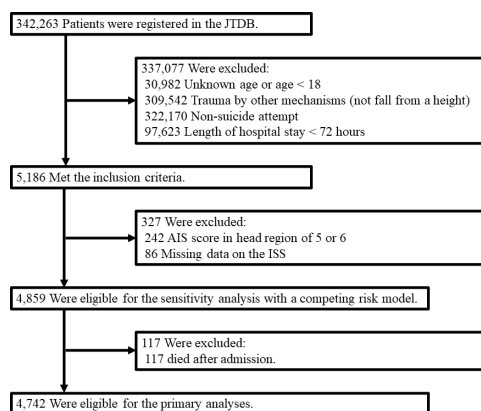 342,263 Patients were registered in the JTDB.
337,077 Were excluded:
30,982 Unknown age or age < 18
309,542 Trauma by other mechanisms (not fall from a height)
322,170 Non-suicide attempt
97,623 Length of hospital stay < 72 hours
5,186 Met the inclusion criteria.
327 Were excluded:
242 AIS score in head region of 5 or 6
86 Missing data on the ISS
4,859 Were eligible for the sensitivity analysis with a competing risk model.
117 Were excluded:
117 died after admission.
4,742 Were eligible for the primary analyses.